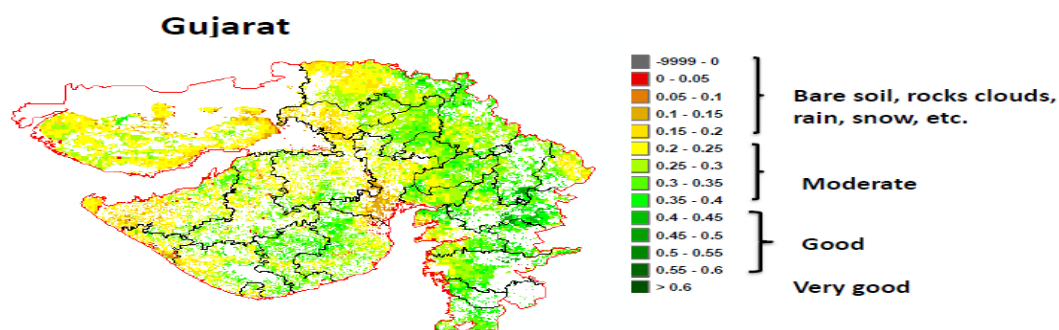 Gujarat
-9999 - 0
0 - 0.05
0.05 - 0.1
0.1 - 0.15
0.15 - 0.2
0.2 - 0.25
0.25 - 0.3
0.3 - 0.35
0.35 - 0.4
0.4 - 0.45
0.45 - 0.5
0.5 - 0.55
0.55 - 0.6
> 0.6
Bare soil, rocks clouds,
rain, snow, etc.
Moderate
Good
Very good